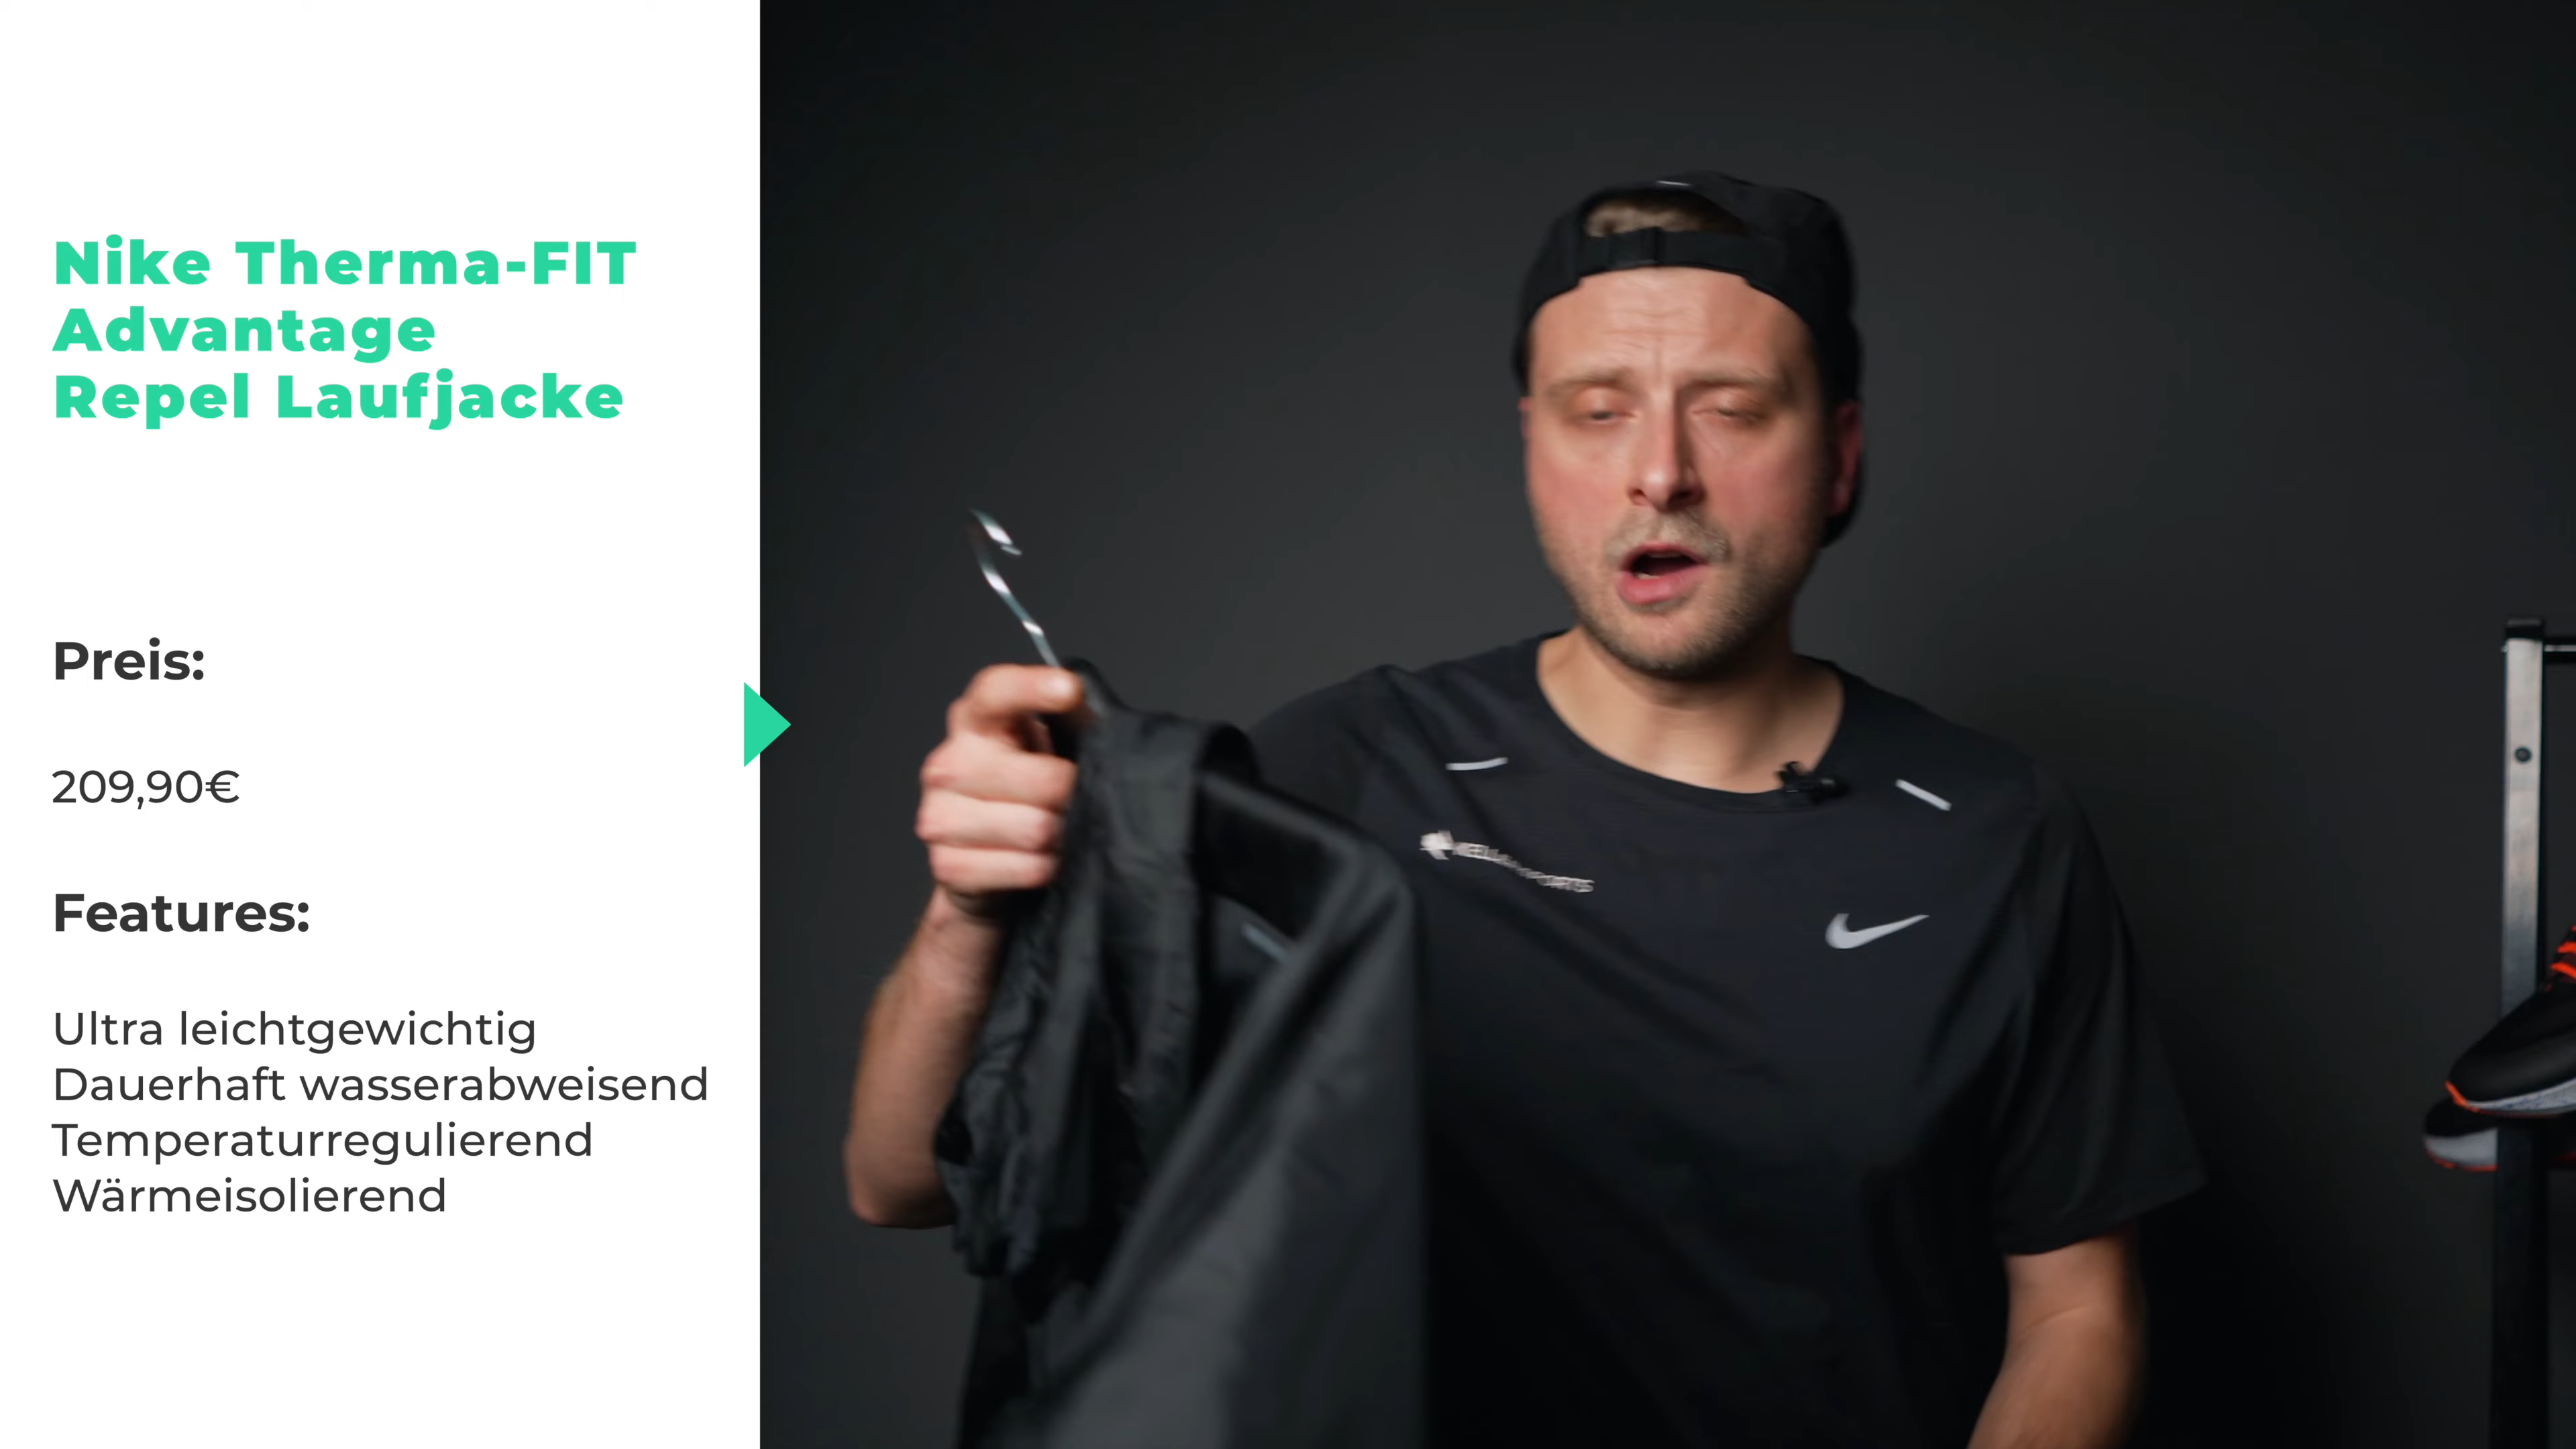 Nike Therma-FIT
Advantage
Repel Laufjacke
Preis:
209,90€
Features:
Ultra leichtgewichtig
Dauerhaft wasserabweisend
Temperaturregulierend
Wärmeisolierend